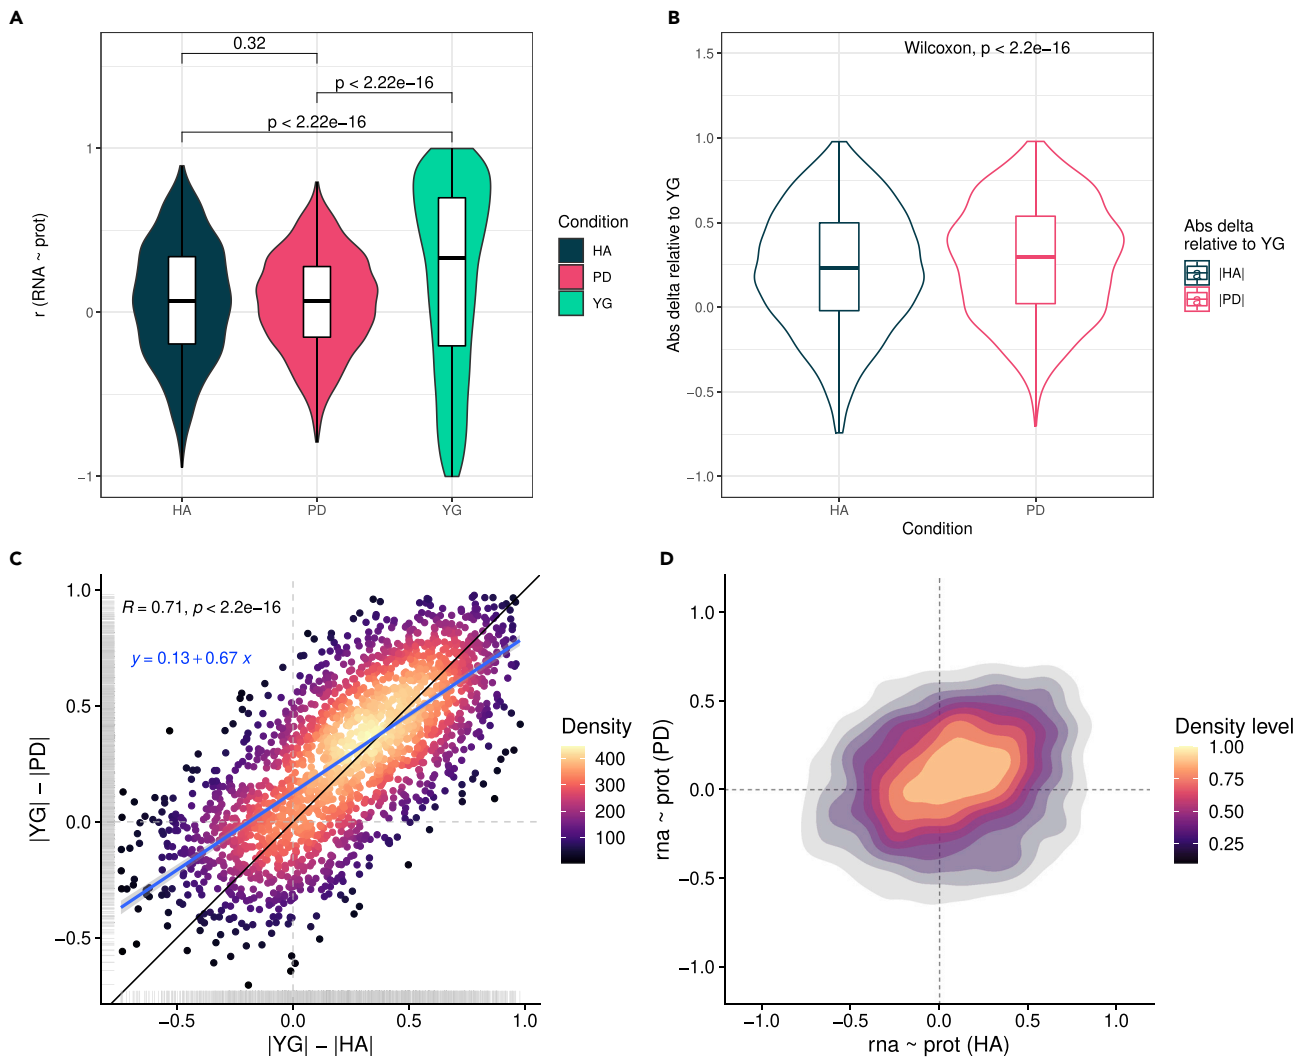 A
0.32
p < 2.22e−16
p < 2.22e−16
1
0
−1
r (RNA ~ prot)
HA
PD
YG
Condition
HA
PD
YG
B
Wilcoxon, p < 2.2e−16
1.5
1.0
0.5
0.0
−0.5
−1.0
Abs delta relative to YG
HA
PD
Condition
Abs delta
relative to YG
a |HA|
a |PD|
C
R = 0.71, p < 2.2e−16
y = 0.13 + 0.67 x
1.0
0.5
0.0
−0.5
|YG| − |PD|
−0.5
0.0
0.5
1.0
|YG| − |HA|
Density
400
300
200
100
D
1.0
0.5
0.0
−0.5
−1.0
rna ~ prot (PD)
−1.0
−0.5
0.0
0.5
1.0
rna ~ prot (HA)
Density level
1.00
0.75
0.50
0.25